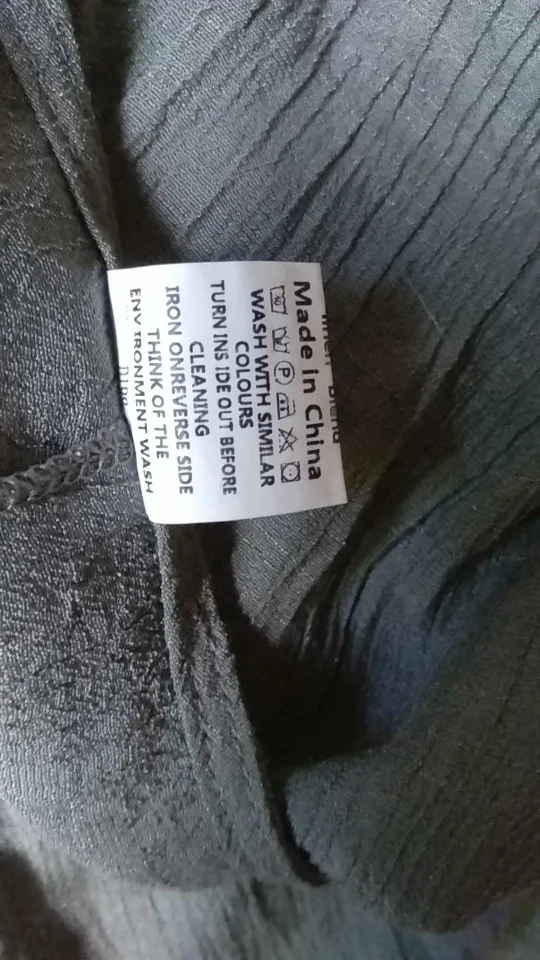 Made in China
WASH WITH SIMILAR
COLOURS
TURN INS IDE OUT BEFORE
CLEANING
IRON ONREVERSE SIDE
THINK OF THE
ENV IRONMENT WASH